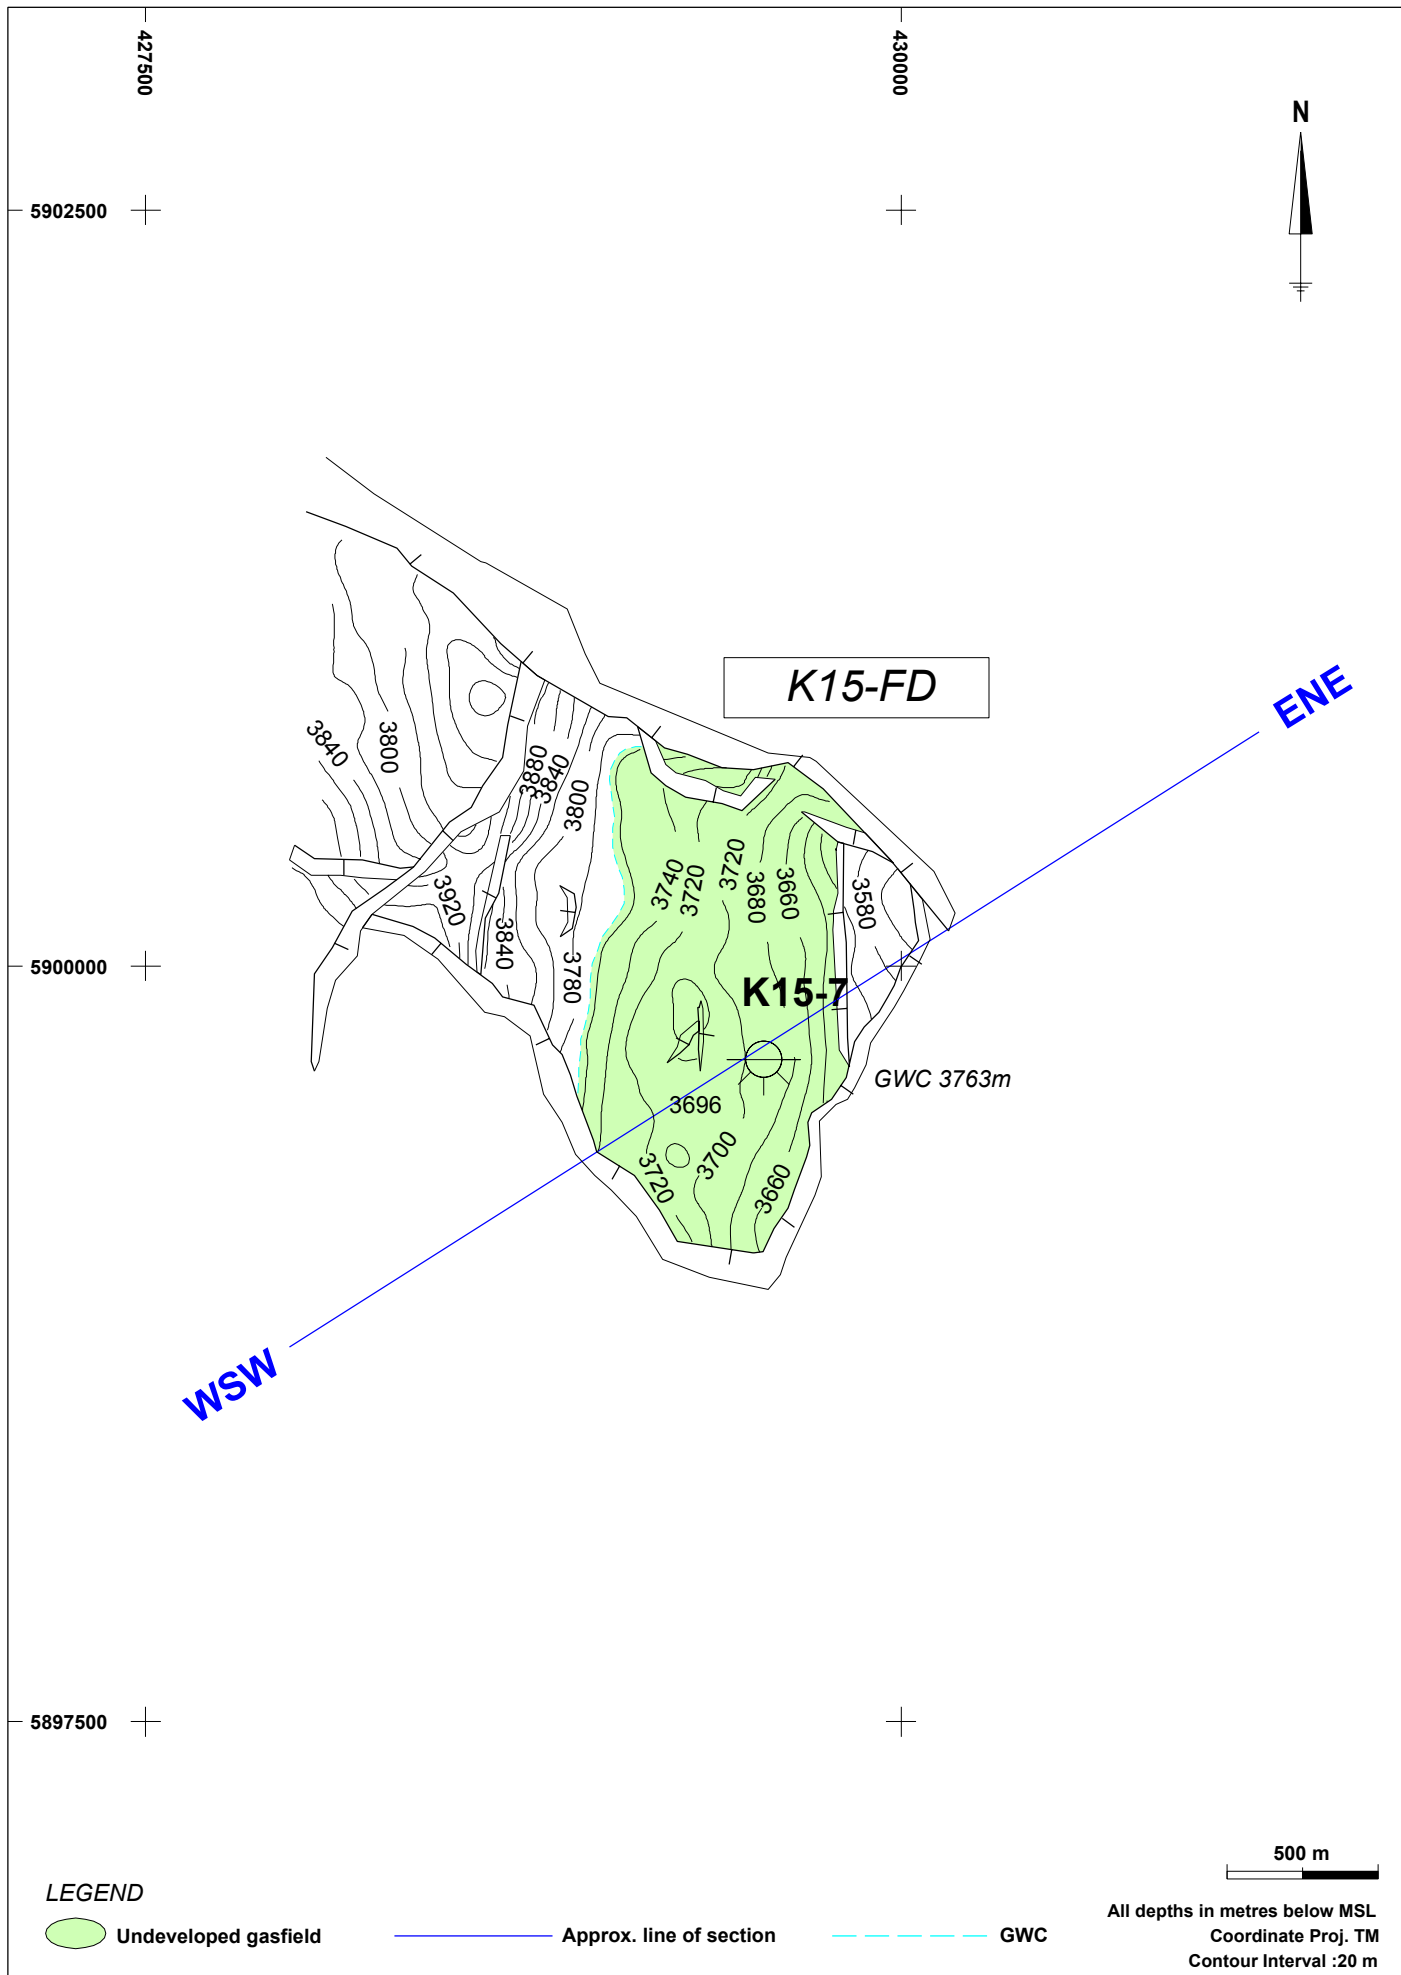 427500
430000
N
5902500
K15-FD
ENE
3840
3800
3880
3840
3800
3740
3720
3720
3680
3660
3580
3920
3840
3780
5900000
K15-7
GWC 3763m
3696
3700
3720
3660
WSW
5897500
500 m
LEGEND
Undeveloped gasfield
Approx. line of section
GWC
All depths in metres below MSL
Coordinate Proj. TM
Contour Interval :20 m